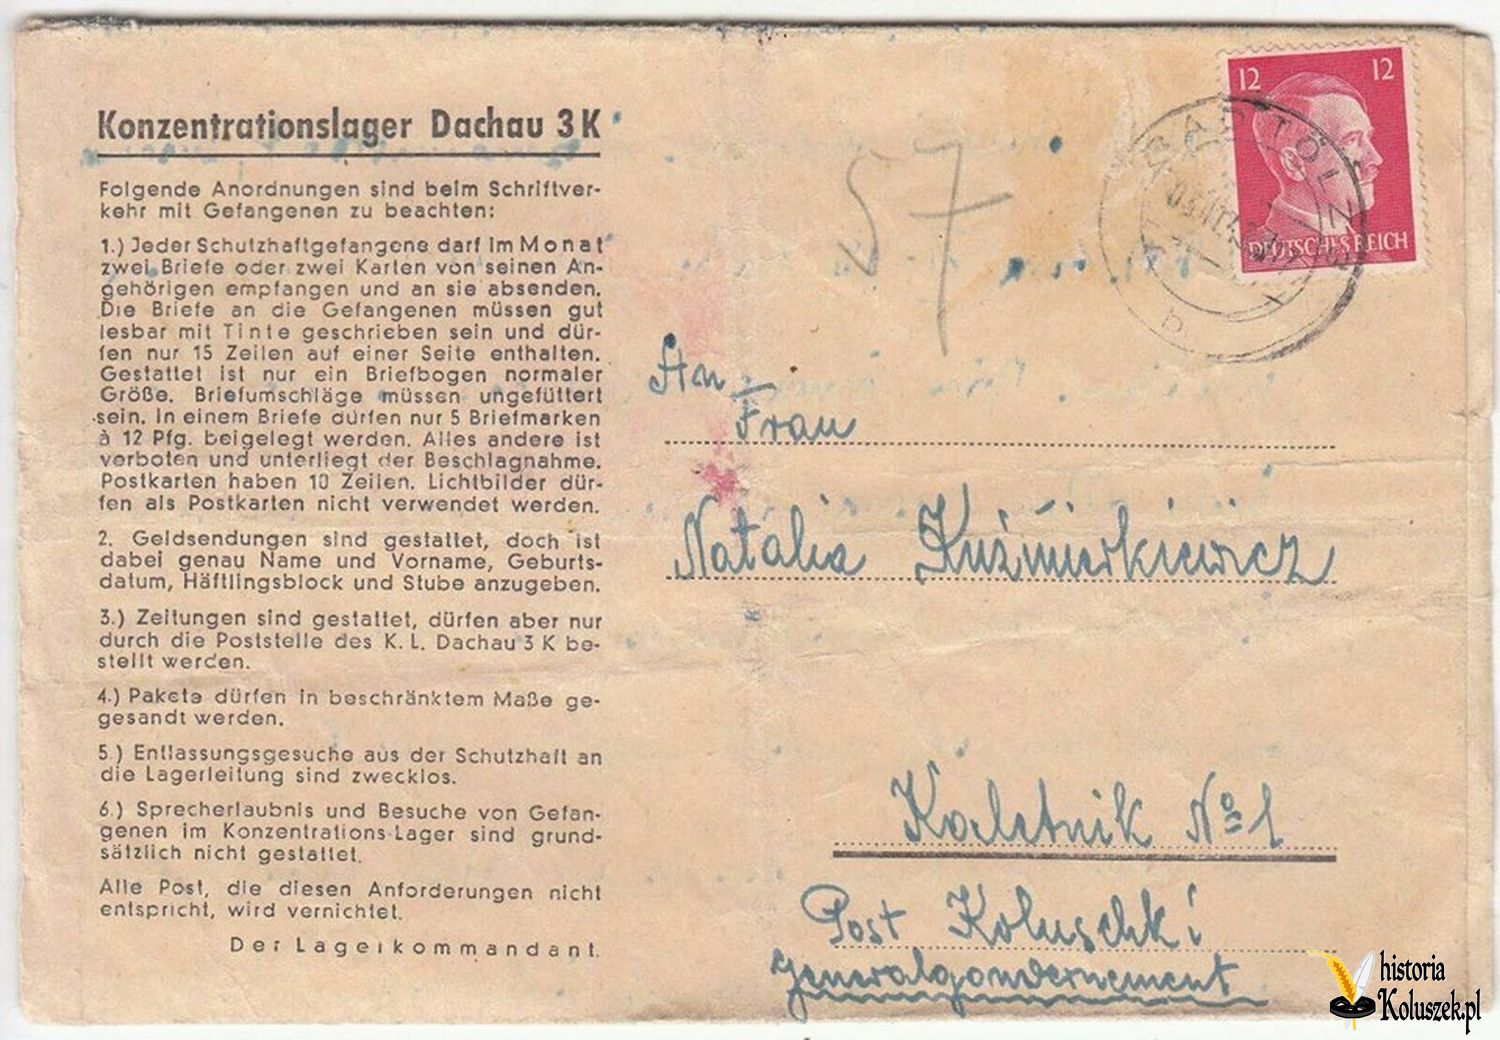 Konzentrationslager Dachau 3 K
Folgende Anordnungen sind beim Schriftver-
kehr mit Gefangenen zu beachten:
1.) Jeder Schutzhaftgefangene darf im Monat
zwei Briefe oder zwei Karten von seinen An-
gehörigen empfangen und an sie absenden.
Die Briefe an die Gefangenen müssen gut
lesbar mit Tinte geschrieben sein und dür-
fen nur 15 Zeilen auf einer Seite enthalten.
Gestattet ist nur ein Briefbogen normaler
Größe. Briefumschläge müssen ungefüttert
sein. In einem Briefe dürfen nur 5 Briefmarken
à 12 Pfg. beigelegt werden. Alles andere ist
verboten und unterliegt der Beschlagnahme.
Postkarten haben 10 Zeilen. Lichtbilder dür-
fen als Postkarten nicht verwendet werden.
2. Geldsendungen sind gestattet, doch ist
dabei genau Name und Vorname, Geburts-
datum, Häftlingsblock und Stube anzugeben.
3.) Zeitungen sind gestattet, dürfen aber nur
durch die Poststelle des K. L. Dachau 3 K be-
stellt werden.
4.) Pakete dürfen in beschränktem Maße ge-
gesandt werden.
5.) Entlassungsgesuche aus der Schutzhaft an
die Lagerleitung sind zwecklos.
6.) Sprecherlaubnis und Besuche von Gefan-
genen im Konzentrations-Lager sind grund-
sätzlich nicht gestattet.
Alle Post, die diesen Anforderungen nicht
entspricht, wird vernichtet.
Der Lagerkommandant.
57
12 12
DEUTSCHES REICH
BAD TÖLZ
b
An
Frau
Natalia Kuźmierkiewicz
Kaletnik № 1
Post Koluschki
Generalgouvernement
historia
Koluszek.pl